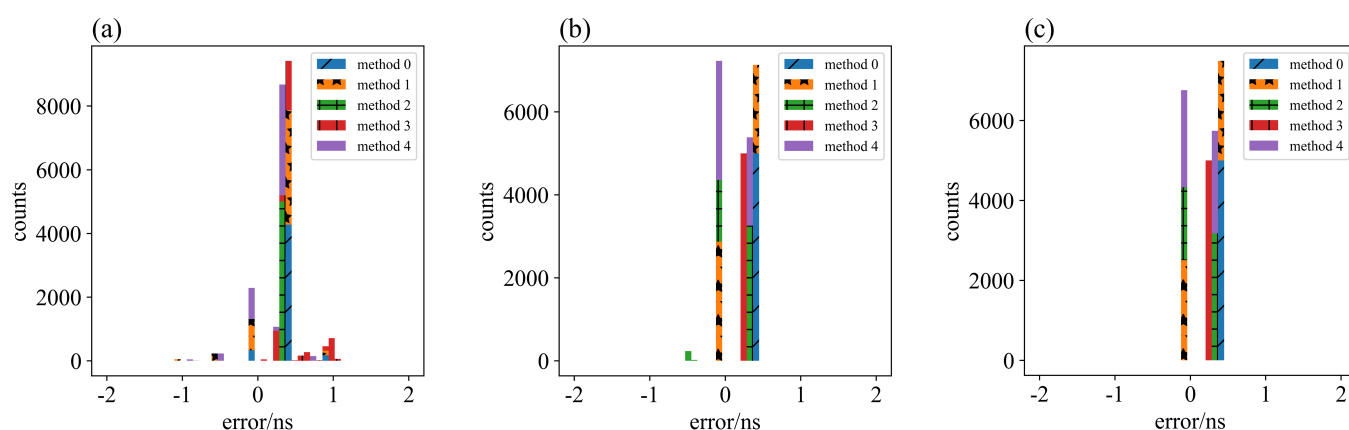 (a)
method 0
method 1
method 2
method 3
method 4
counts
8000
6000
4000
2000
0
-2 -1 0 1 2
error/ns
(b)
method 0
method 1
method 2
method 3
method 4
counts
6000
4000
2000
0
-2 -1 0 1 2
error/ns
(c)
method 0
method 1
method 2
method 3
method 4
counts
6000
4000
2000
0
-2 -1 0 1 2
error/ns